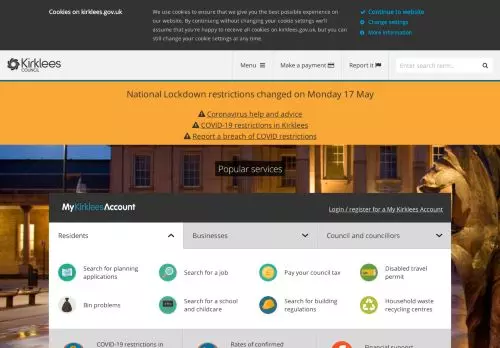 Cookies on kirklees.gov.uk
We use cookies to ensure that we give you the best possible experience on
our website. By continuing without changing your cookie settings we'll
assume that you're happy to receive all cookies on kirklees.gov.uk, but you can
still change your cookie settings at any time.
Continue to website
Change settings
More information
Kirklees
COUNCIL
Menu
Make a payment
Report it
Enter search term...
National Lockdown restrictions changed on Monday 17 May
Coronavirus help and advice
COVID-19 restrictions in Kirklees
Report a breach of COVID restrictions
Popular services
MyKirkleesAccount
Login / register for a My Kirklees Account
Residents
Businesses
Council and councillors
Search for planning
applications
Search for a job
Pay your council tax
Disabled travel
permit
Bin problems
Search for a school
and childcare
Search for building
regulations
Household waste
recycling centres
COVID-19 restrictions in
Rates of confirmed
Financial support